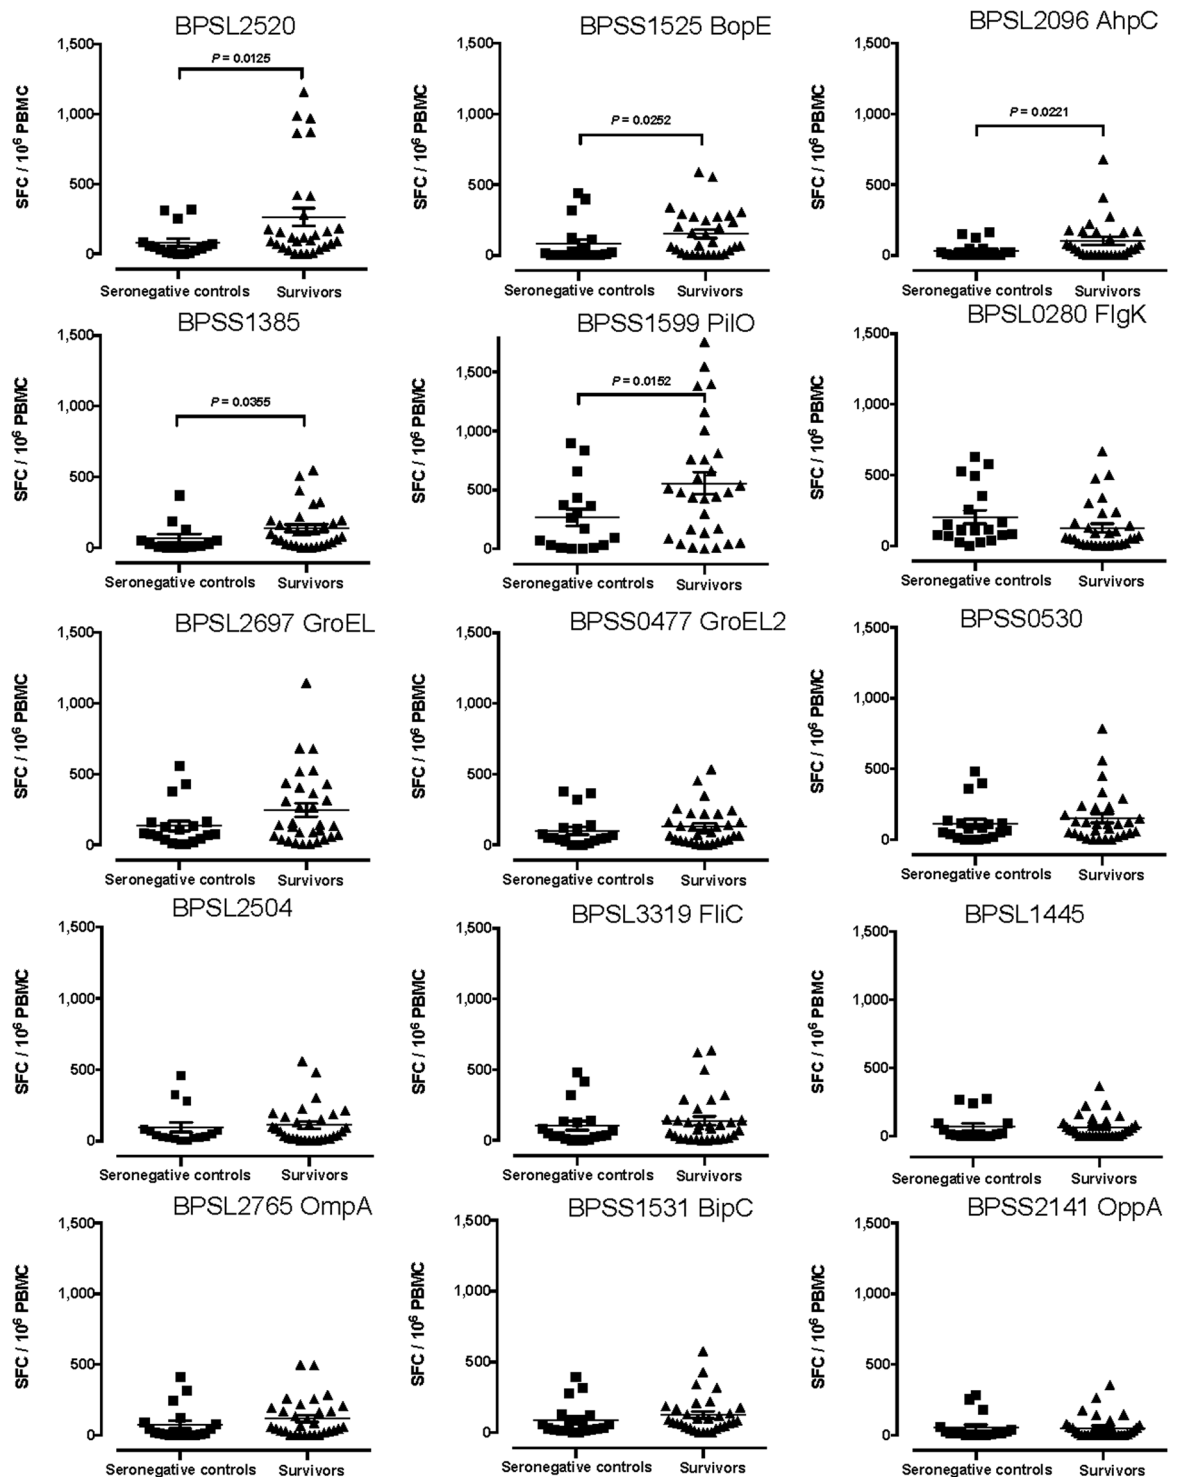 BPSL2520
1,500
1,000
500
0
SFC / 10⁶ PBMC
P = 0.0125
Seronegative controls
Survivors
BPSS1525 BopE
1,500
1,000
500
0
SFC / 10⁶ PBMC
P = 0.0252
Seronegative controls
Survivors
BPSL2096 AhpC
1,500
1,000
500
0
SFC / 10⁶ PBMC
P = 0.0221
Seronegative controls
Survivors
BPSS1385
1,500
1,000
500
0
SFC / 10⁶ PBMC
P = 0.0355
Seronegative controls
Survivors
BPSS1599 PilO
1,500
1,000
500
0
SFC / 10⁶ PBMC
P = 0.0152
Seronegative controls
Survivors
BPSL0280 FlgK
1,500
1,000
500
0
SFC / 10⁶ PBMC
Seronegative controls
Survivors
BPSL2697 GroEL
1,500
1,000
500
0
SFC / 10⁶ PBMC
Seronegative controls
Survivors
BPSS0477 GroEL2
1,500
1,000
500
0
SFC / 10⁶ PBMC
Seronegative controls
Survivors
BPSS0530
1,500
1,000
500
0
SFC / 10⁶ PBMC
Seronegative controls
Survivors
BPSL2504
1,500
1,000
500
0
SFC / 10⁶ PBMC
Seronegative controls
Survivors
BPSL3319 FliC
1,500
1,000
500
0
SFC / 10⁶ PBMC
Seronegative controls
Survivors
BPSL1445
1,500
1,000
500
0
SFC / 10⁶ PBMC
Seronegative controls
Survivors
BPSL2765 OmpA
1,500
1,000
500
0
SFC / 10⁶ PBMC
Seronegative controls
Survivors
BPSS1531 BipC
1,500
1,000
500
0
SFC / 10⁶ PBMC
Seronegative controls
Survivors
BPSS2141 OppA
1,500
1,000
500
0
SFC / 10⁶ PBMC
Seronegative controls
Survivors